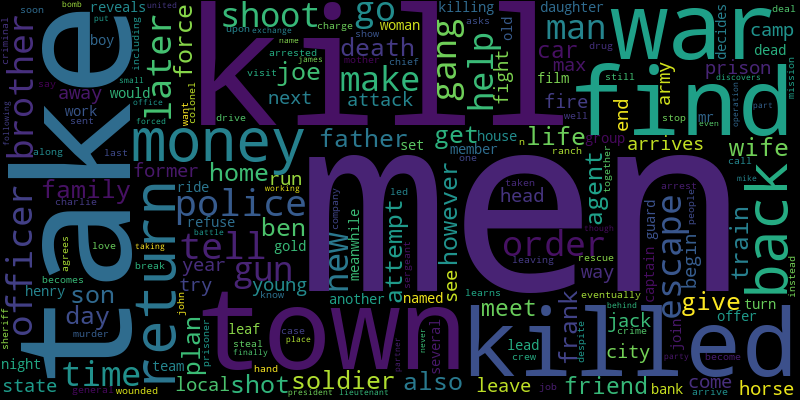 kill
men
take
war
find
killed
town
money
return
back
police
tell
gun
order
escape
give
shoot
go
man
gang
help
make
joe
death
attack
next
later
force
brother
officer
father
get
life
wife
home
family
former
run
ben
gold
young
new
attempt
agent
head
however
see
meet
jack
city
frank
friend
soldier
shot
also
plan
time
day
son
state
local
leave
horse
come
bank
train
way
begin
prison
camp
dead
decides
daughter
woman
killing
car
max
film
fire
fight
army
end
arrives
group
house
member
set
refuse
ride
year
try
another
named
several
lead
crew
offer
turn
join
captain
guard
arrest
people
mike
call
rescue
eventually
behind
despite
crime
learns
leaving
taken
ranch
one
together
though
stop
even
still
discovers
operation
part
mission
deal
mr
well
drug
old
boy
reveals
bomb
put
united
soon
criminal
including
say
away
work
sent
would
office
small
forced
along
last
following
charlie
henry
becomes
love
break
agrees
taking
murder
night
sheriff
general
wounded
team
john
prisoner
leaf
steal
finally
case
place
hand
president
lieutenant
partner
never
sergeant
led
company
meanwhile
battle
know
working
drive
visit
want
colonel
arrested
james
name
mother
chief
show
asks
charge
upon
exchange
job
party
become
arrive
instead
n